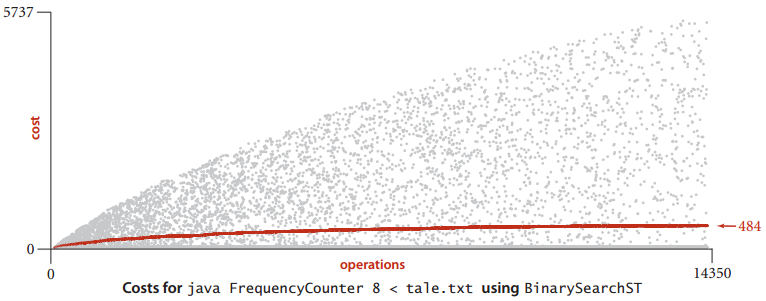 5737
cost
484
0
operations
0
14350
Costs for java FrequencyCounter 8 < tale.txt using BinarySearchST